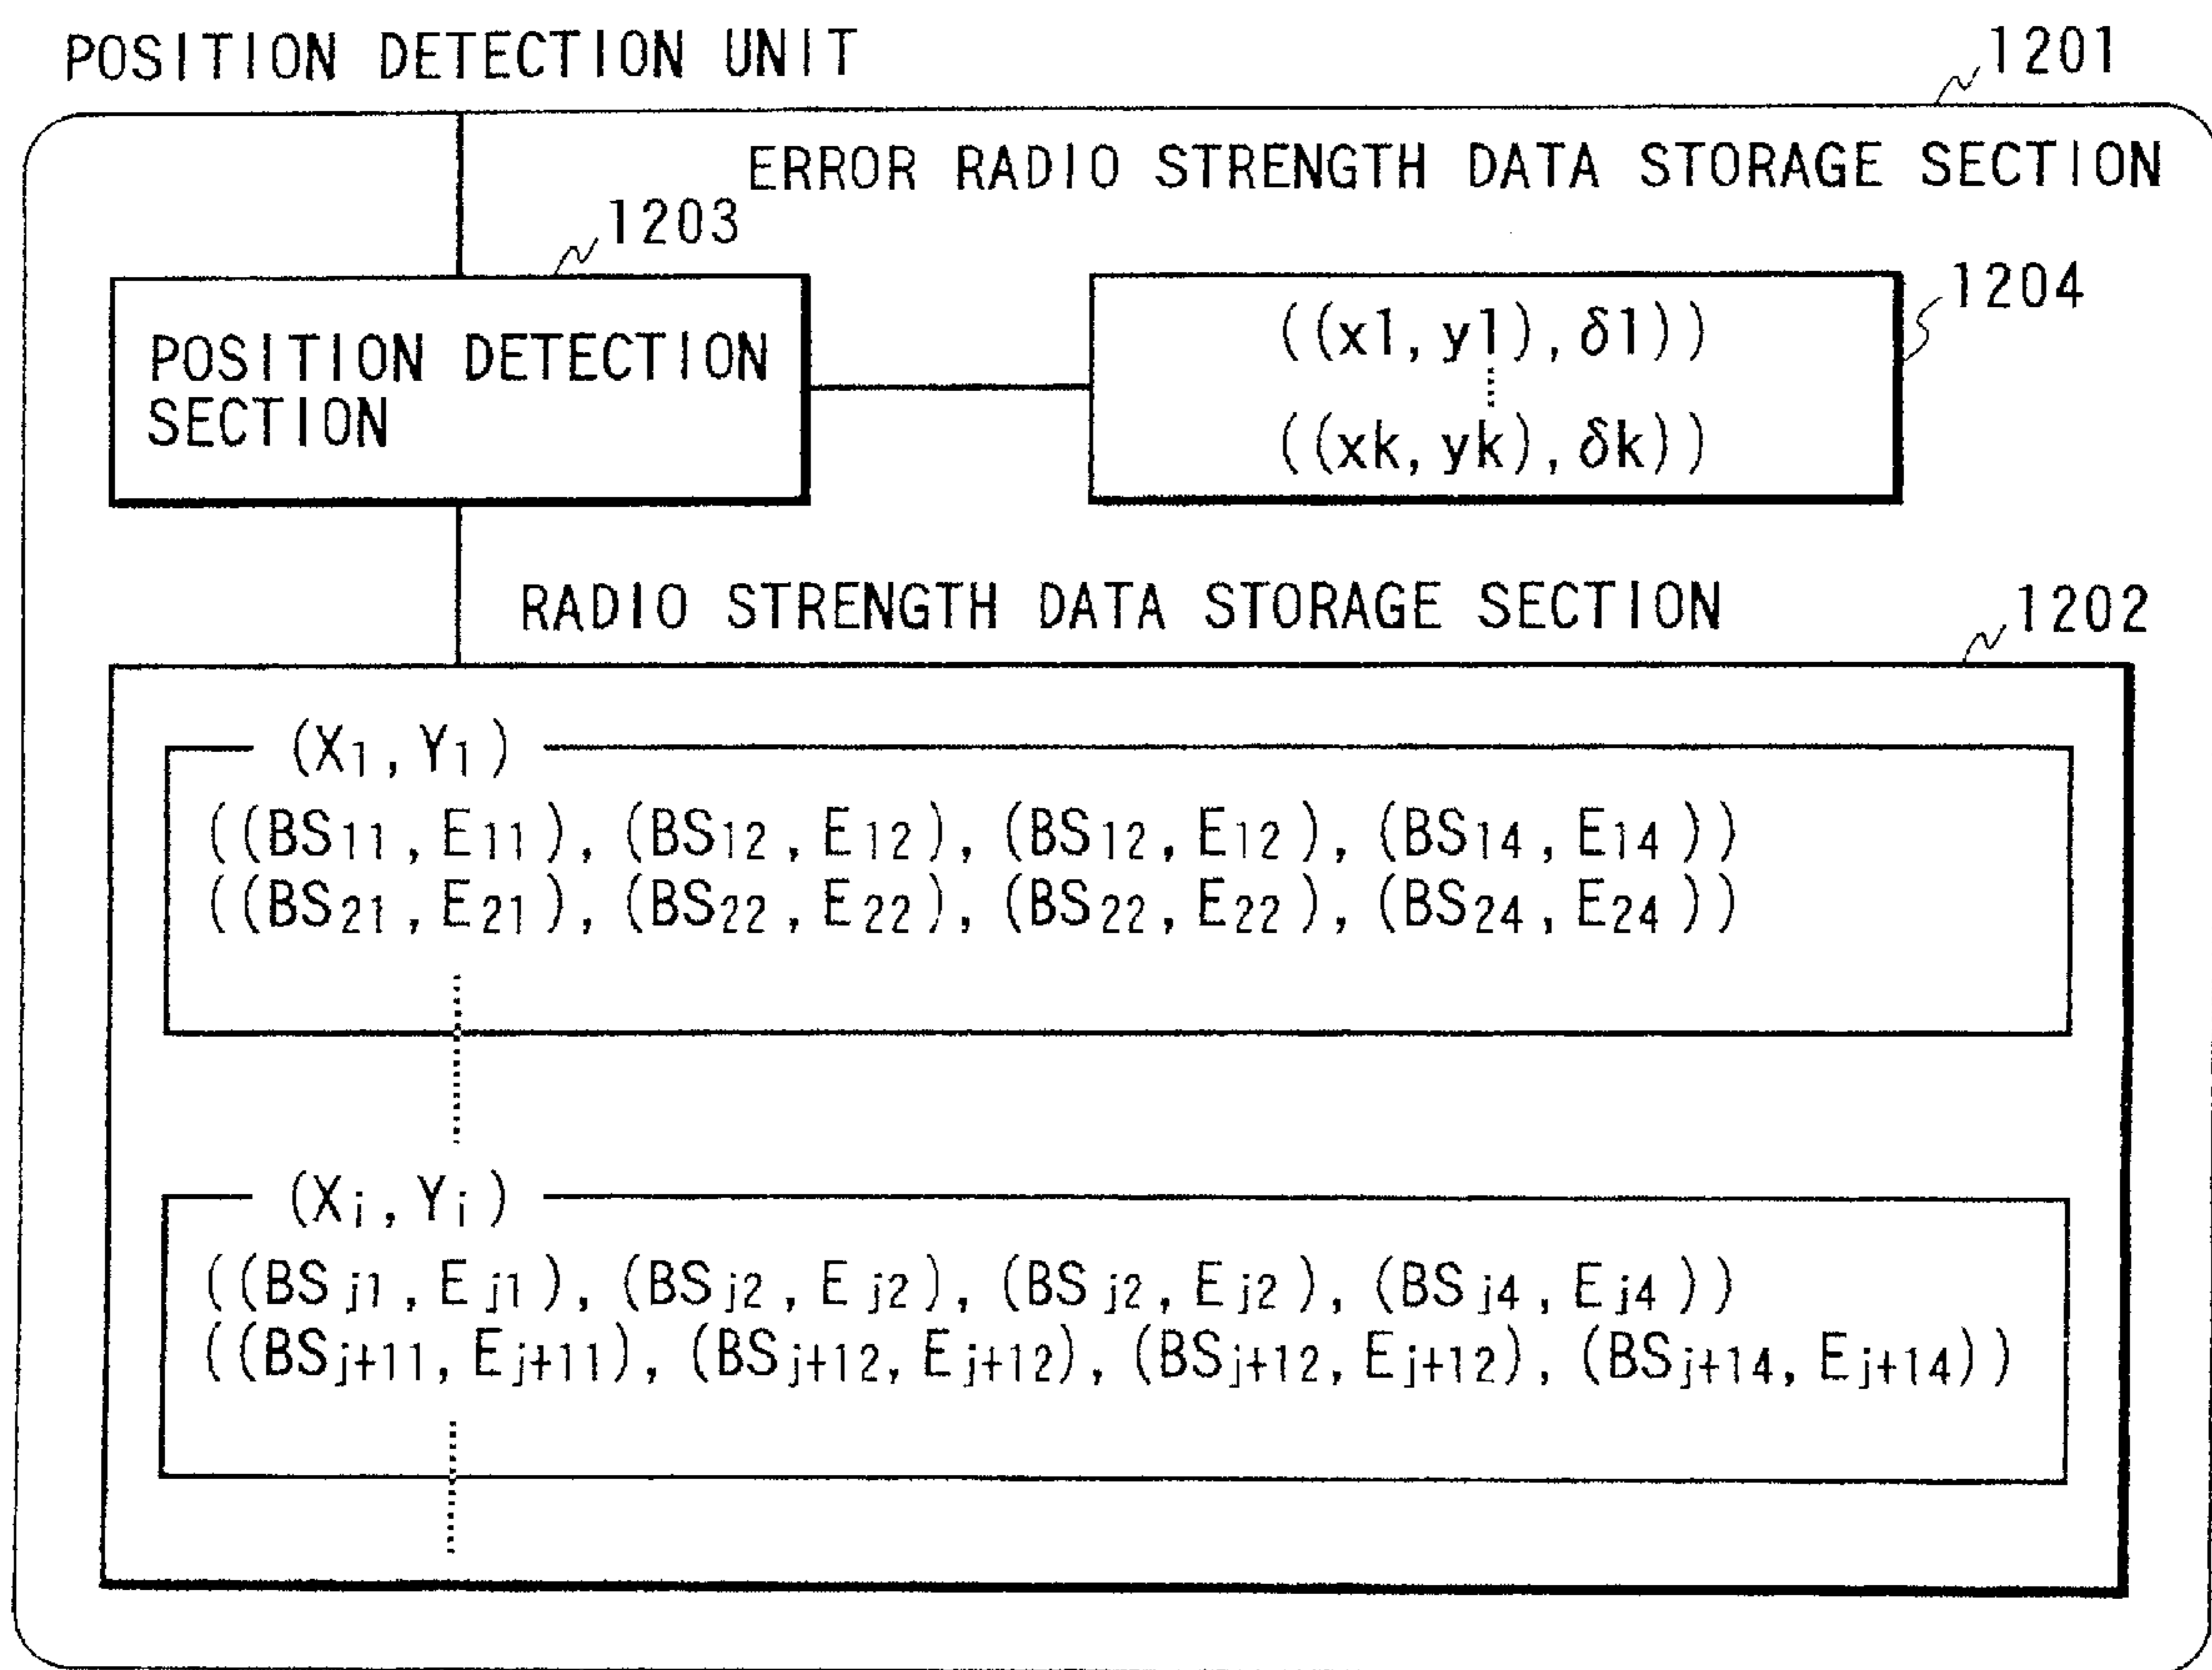 POSITION DETECTION UNIT
1201
ERROR RADIO STRENGTH DATA STORAGE SECTION
1203
1204
POSITION DETECTION
SECTION
((x1, y1), δ1))
((xk, yk), δk))
RADIO STRENGTH DATA STORAGE SECTION
1202
(X1, Y1)
((BS11, E11), (BS12, E12), (BS12, E12), (BS14, E14))
((BS21, E21), (BS22, E22), (BS22, E22), (BS24, E24))
(Xi, Yi)
((BSj1, Ej1), (BSj2, Ej2), (BSj2, Ej2), (BSj4, Ej4))
((BSj+11, Ej+11), (BSj+12, Ej+12), (BSj+12, Ej+12), (BSj+14, Ej+14))